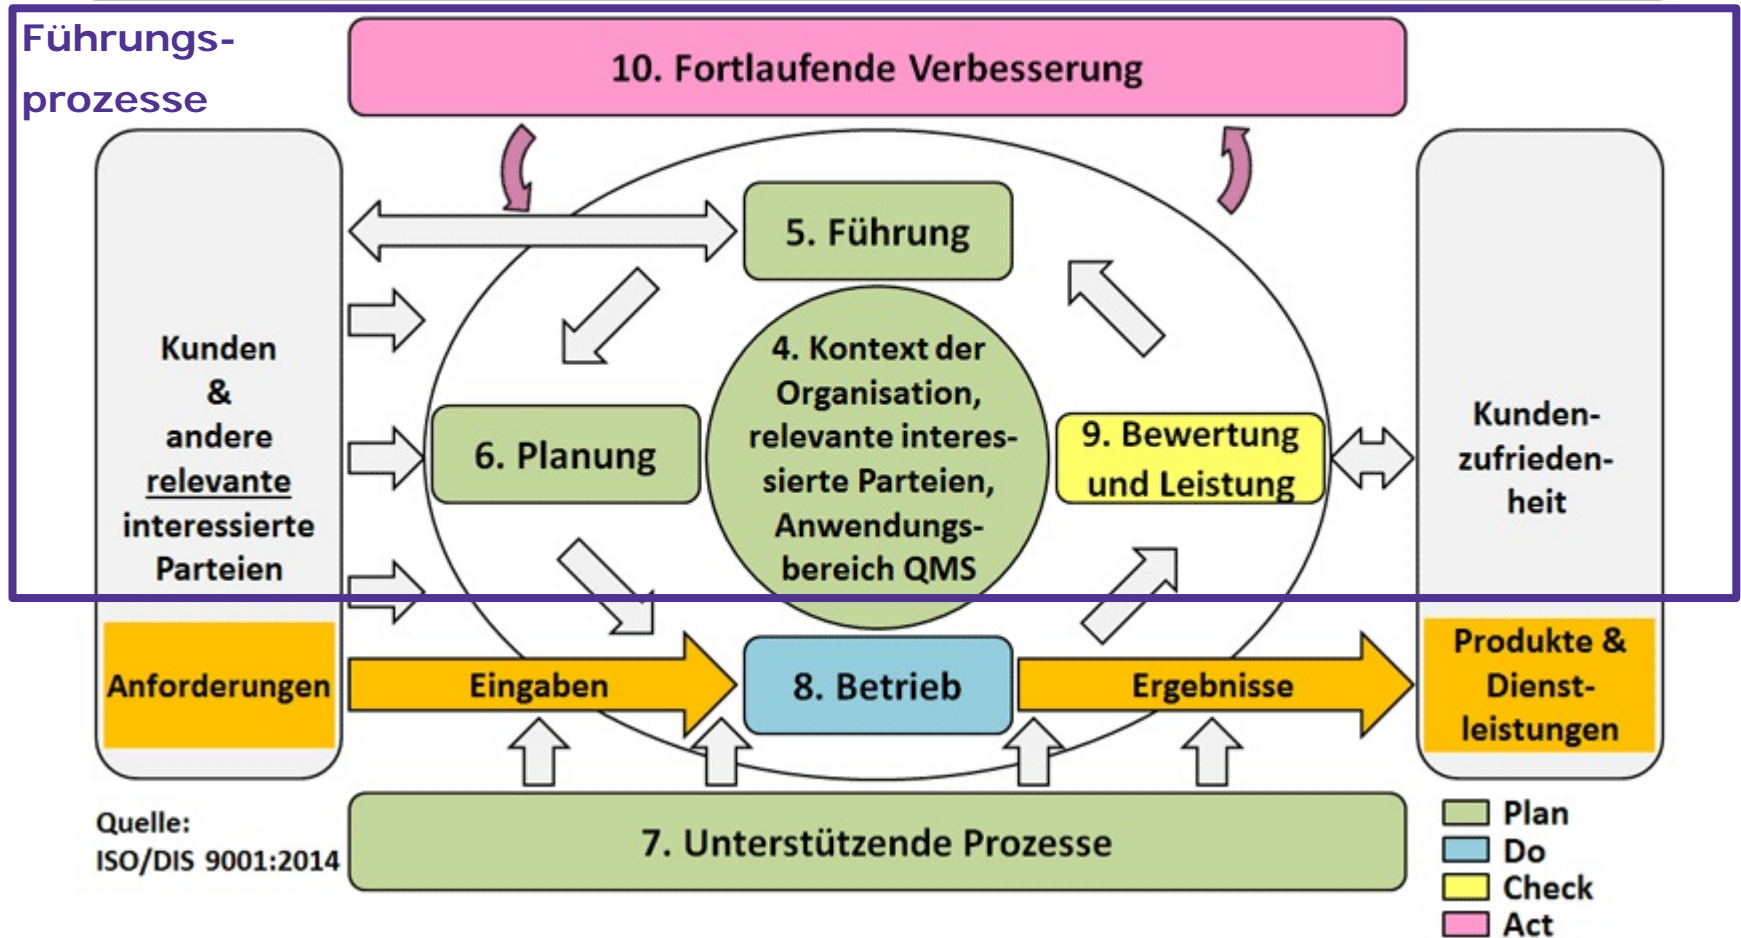 Führungs-
prozesse
10. Fortlaufende Verbesserung
5. Führung
Kunden
&
andere
relevante
interessierte
Parteien
4. Kontext der
Organisation,
relevante interes-
sierte Parteien,
Anwendungs-
bereich QMS
6. Planung
9. Bewertung
und Leistung
Kunden-
zufrieden-
heit
Anforderungen
Eingaben
8. Betrieb
Ergebnisse
Produkte &
Dienst-
leistungen
7. Unterstützende Prozesse
Quelle:
ISO/DIS 9001:2014
Plan
Do
Check
Act